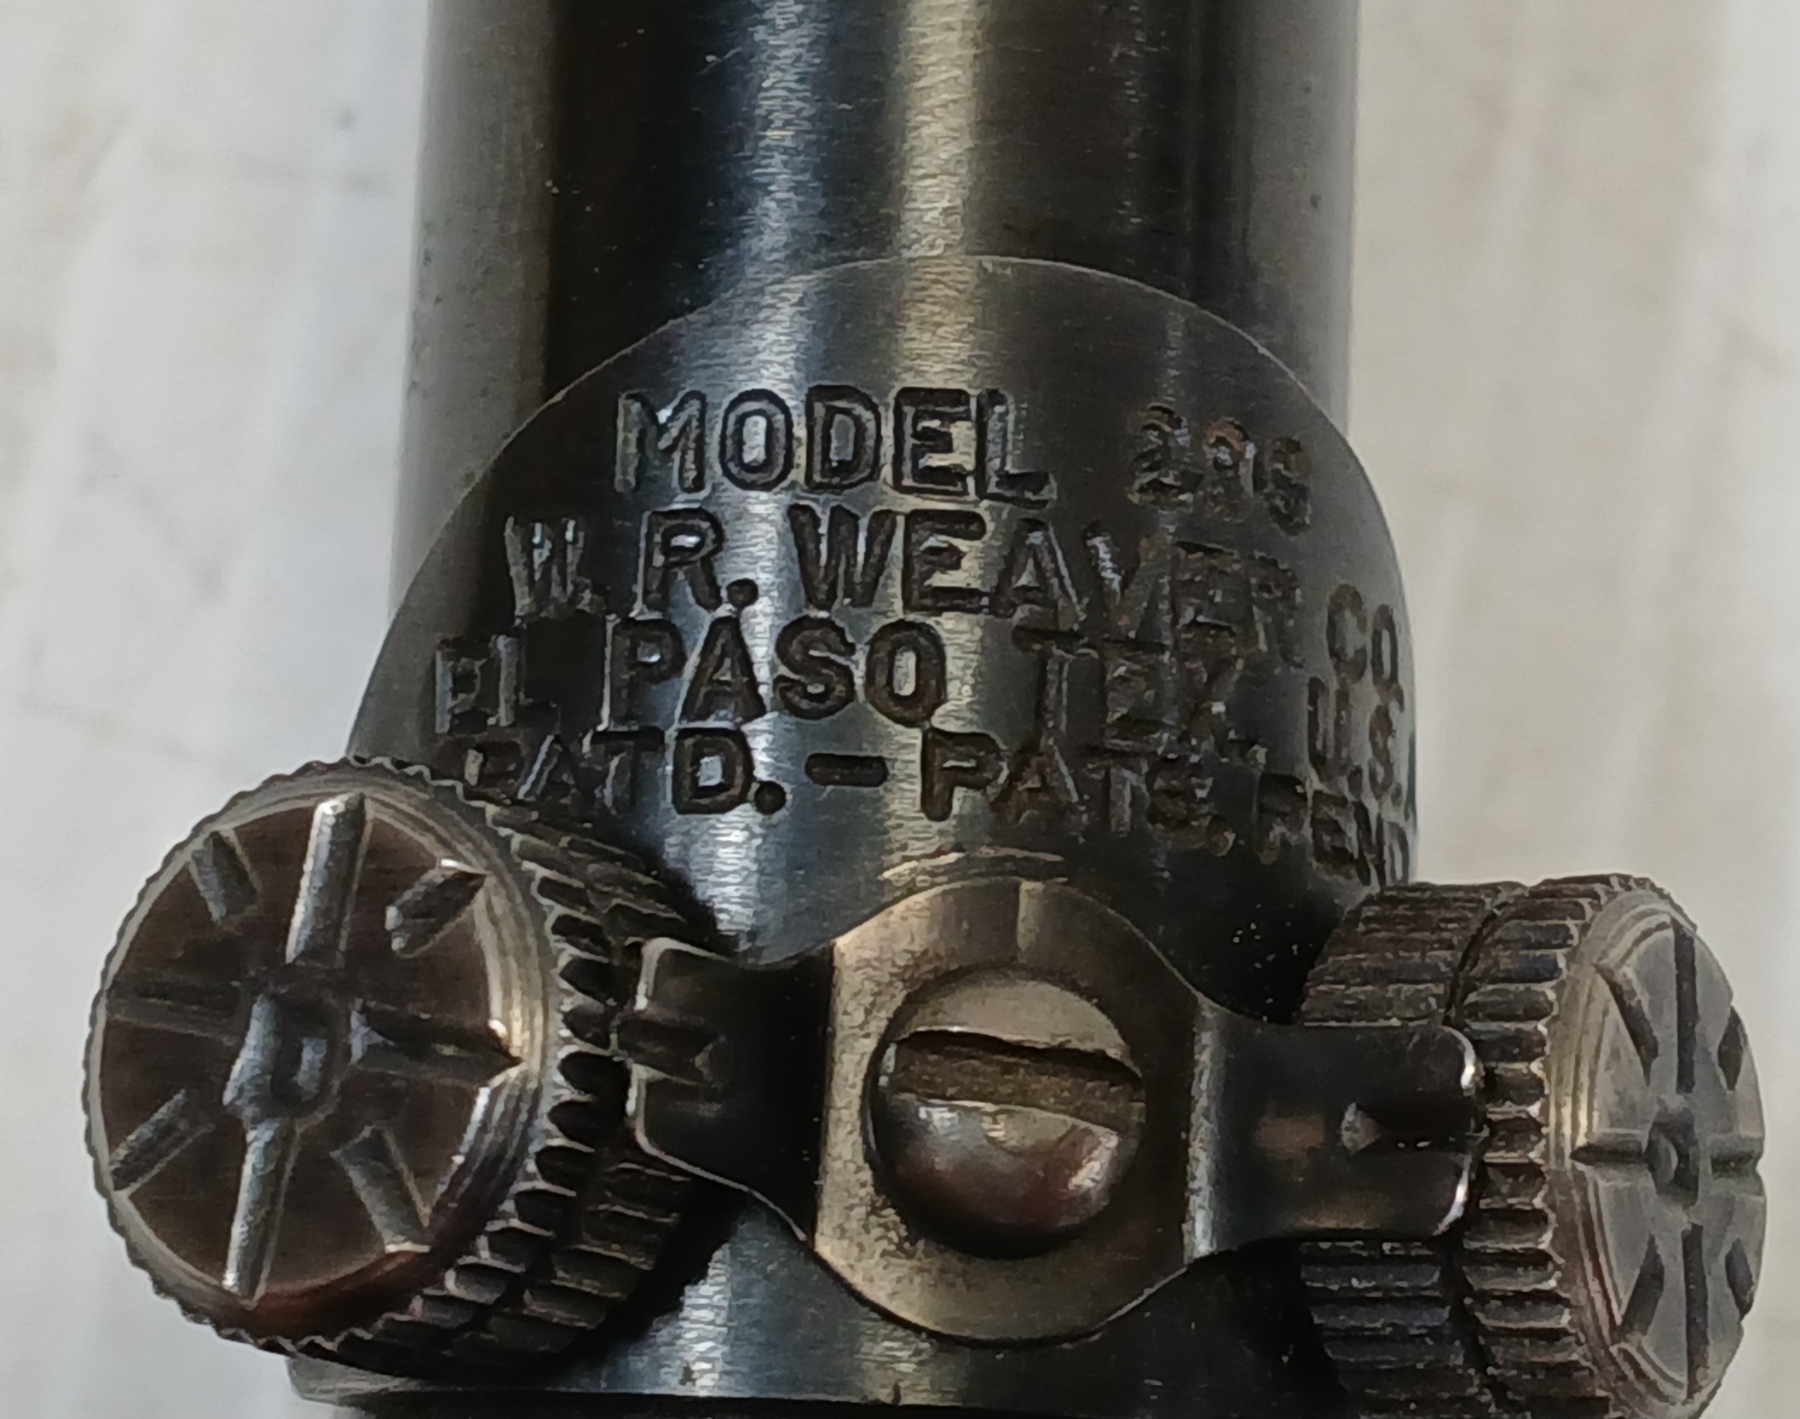 MODEL 29S
W. R. WEAVER CO.
EL PASO TEX. U.S.
PATD. - PATS. PEND